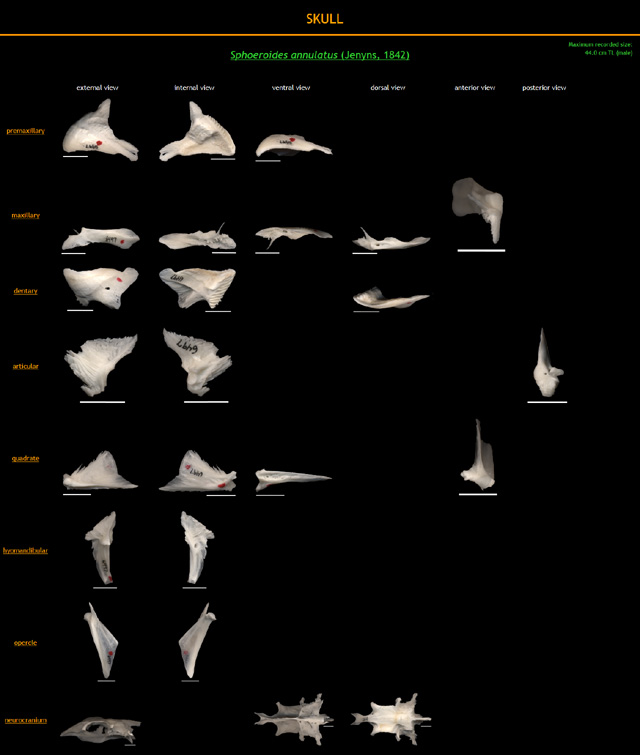 SKULL
Sphoeroides annulatus (Jenyns, 1842)
Maximum recorded size:
44.0 cm TL (male)
external view internal view ventral view dorsal view anterior view posterior view
premaxillary
maxillary
dentary
articular
quadrate
hyomandibular
opercle
neurocranium